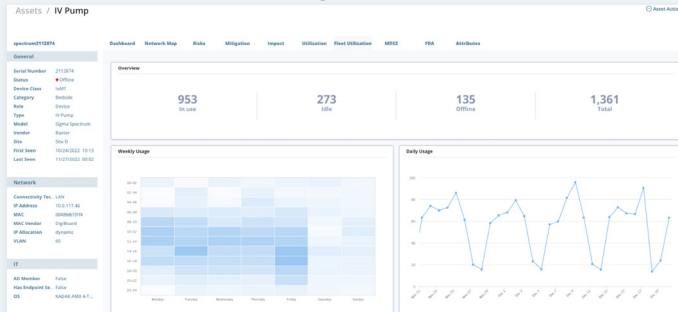 Assets / IV Pump
Asset Actio
spectrum2112874
Dashboard Network Map Risks Mitigation Impact Utilization Fleet Utilization MDS2 FDA Attributes
General
Serial Number 2112874
Status Offline
Device Class IoMT
Category Bedside
Role Device
Type IV Pump
Model Sigma Spectrum
Vendor Baxter
Site Site D
First Seen 10/24/2022 10:13
Last Seen 11/27/2022 00:02
Network
Connectivity Tec.. LAN
IP Address 10.0.117.46
MAC
MAC Vendor DigiBoard
IP Allocation dynamic
VLAN 65
IT
AD Member False
Has Endpoint Se.. False
OS
Overview
953
In use
273
Idle
135
Offline
1,361
Total
Weekly Usage
Monday Tuesday Wednesday Thursday Friday Saturday Sunday
Daily Usage
100
80
60
40
20
0